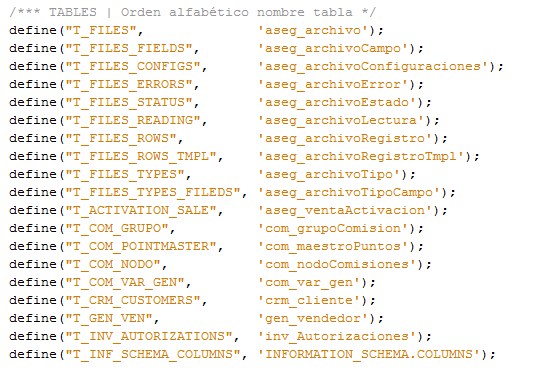 /*** TABLES | Orden alfabético nombre tabla */
define("T_FILES", 'aseg_archivo');
define("T_FILES_FIELDS", 'aseg_archivoCampo');
define("T_FILES_CONFIGS", 'aseg_archivoConfiguraciones');
define("T_FILES_ERRORS", 'aseg_archivoError');
define("T_FILES_STATUS", 'aseg_archivoEstado');
define("T_FILES_READING", 'aseg_archivoLectura');
define("T_FILES_ROWS", 'aseg_archivoRegistro');
define("T_FILES_ROWS_TMPL", 'aseg_archivoRegistroTmpl');
define("T_FILES_TYPES", 'aseg_archivoTipo');
define("T_FILES_TYPES_FILEDS", 'aseg_archivoTipoCampo');
define("T_ACTIVATION_SALE", 'aseg_ventaActivacion');
define("T_COM_GRUPO", 'com_grupoComision');
define("T_COM_POINTMASTER", 'com_maestroPuntos');
define("T_COM_NODO", 'com_nodoComisiones');
define("T_COM_VAR_GEN", 'com_var_gen');
define("T_CRM_CUSTOMERS", 'crm_cliente');
define("T_GEN_VEN", 'gen_vendedor');
define("T_INV_AUTORIZATIONS", 'inv_Autorizaciones');
define("T_INF_SCHEMA_COLUMNS", 'INFORMATION_SCHEMA.COLUMNS');